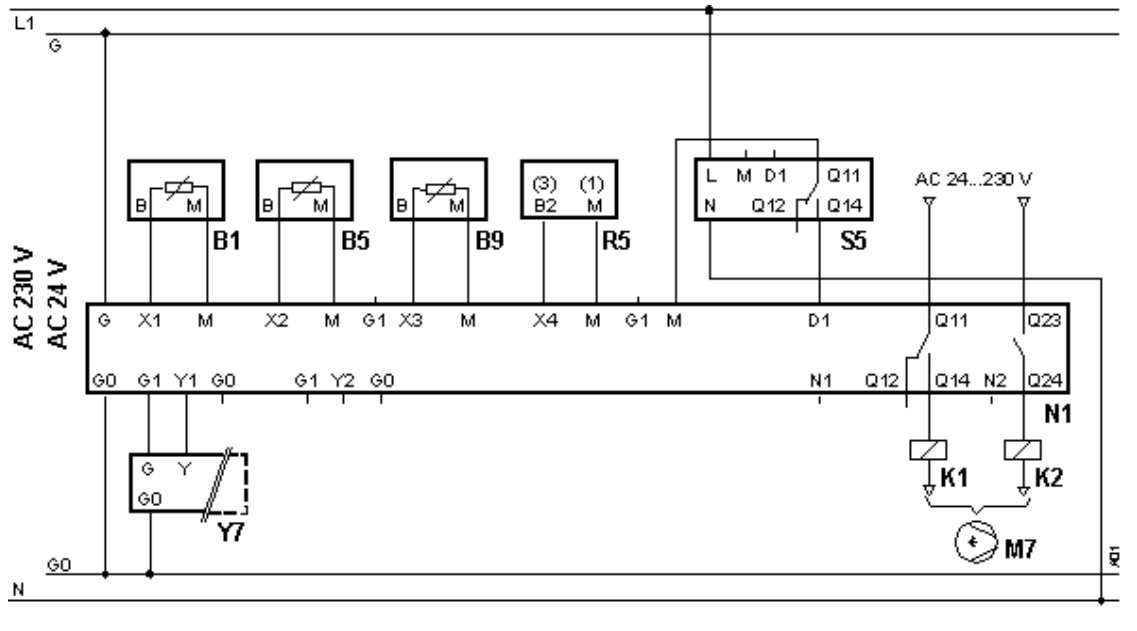 L1
G
AC 230 V
AC 24 V
B M
B1
B M
B5
B M
B9
(3) (1)
B2 M
R5
L M D1 Q11
N Q12 Q14
S5
AC 24...230 V
G X1 M X2 M G1 X3 M X4 M G1 M D1 Q11 Q23
G0 G1 Y1 G0 G1 Y2 G0 N1 Q12 Q14 N2 Q24
N1
G Y
G0
Y7
K1
K2
M7
A01
G0
N